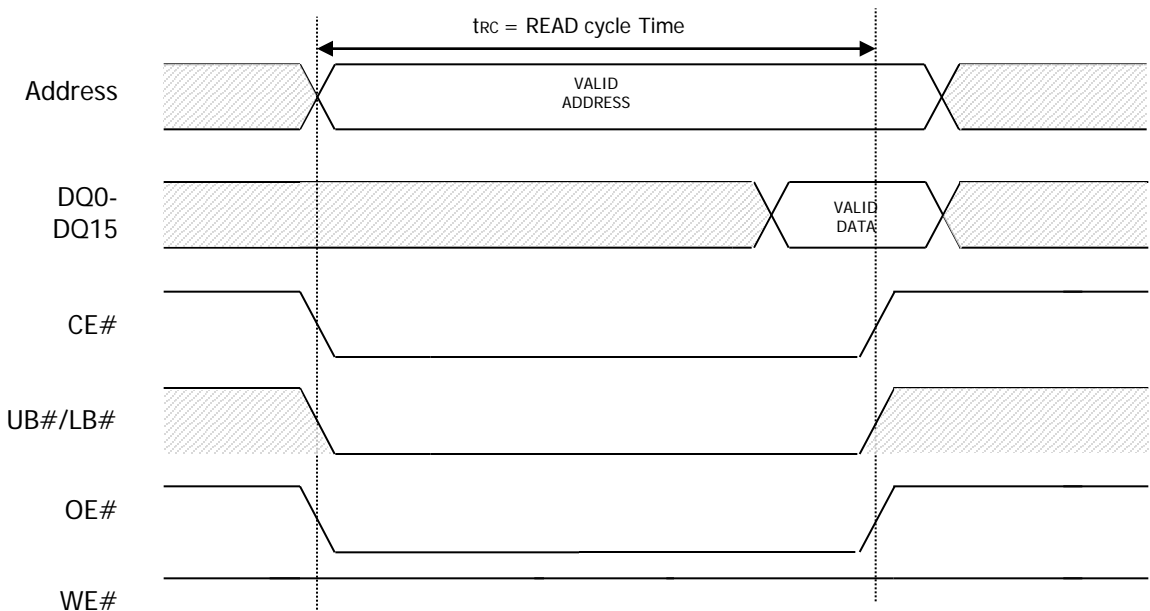 tRC = READ cycle Time
Address
VALID
ADDRESS
DQ0-
DQ15
VALID
DATA
CE#
UB#/LB#
OE#
WE#